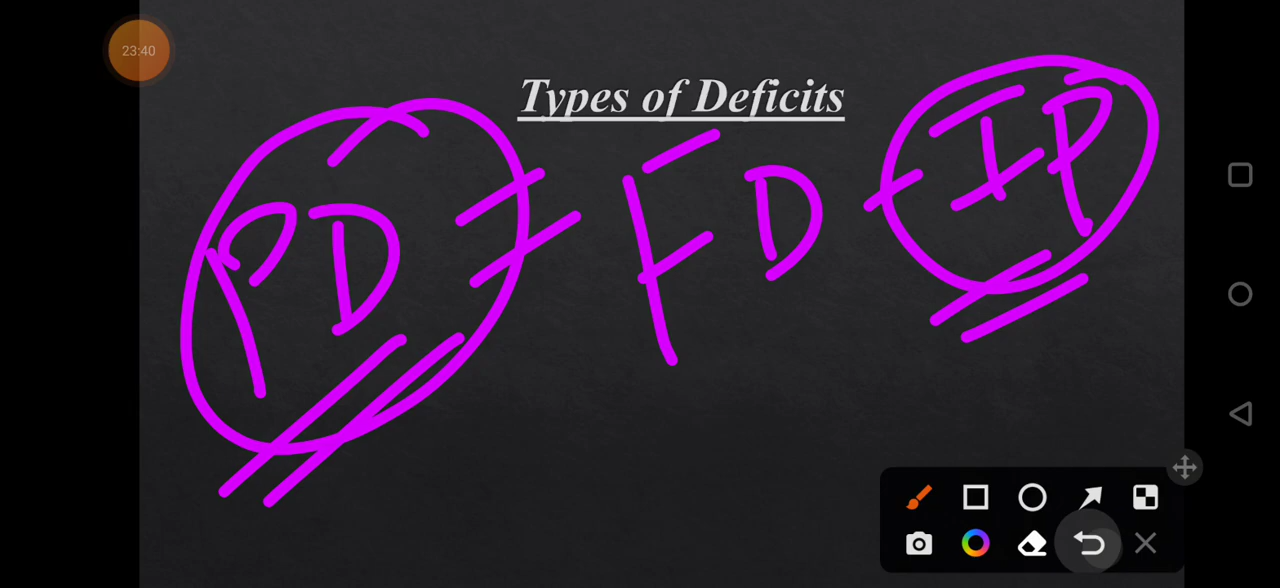 23:40
Types of Deficits
PD = FD - IP